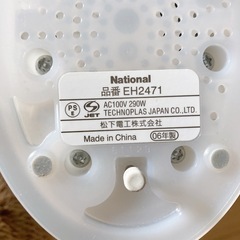 National
品番 EH2471
PS E JET AC100V 290W
TECHNOPLAS JAPAN CO.,LTD.
松下電工株式会社
Made in China 06年製